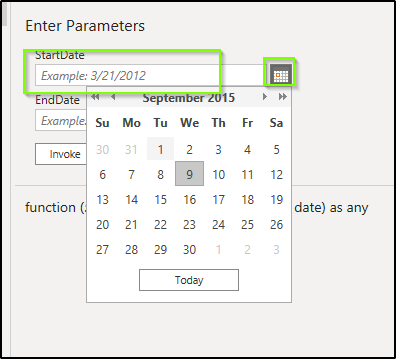 Enter Parameters
StartDate
Example: 3/21/2012
September 2015
EndDate
Example.
Su Mo Tu We Th Fr Sa
30 31 1 2 3 4 5
6 7 8 9 10 11 12
13 14 15 16 17 18 19
20 21 22 23 24 25 26
27 28 29 30 1 2 3
Invoke
Today
function ( date) as any